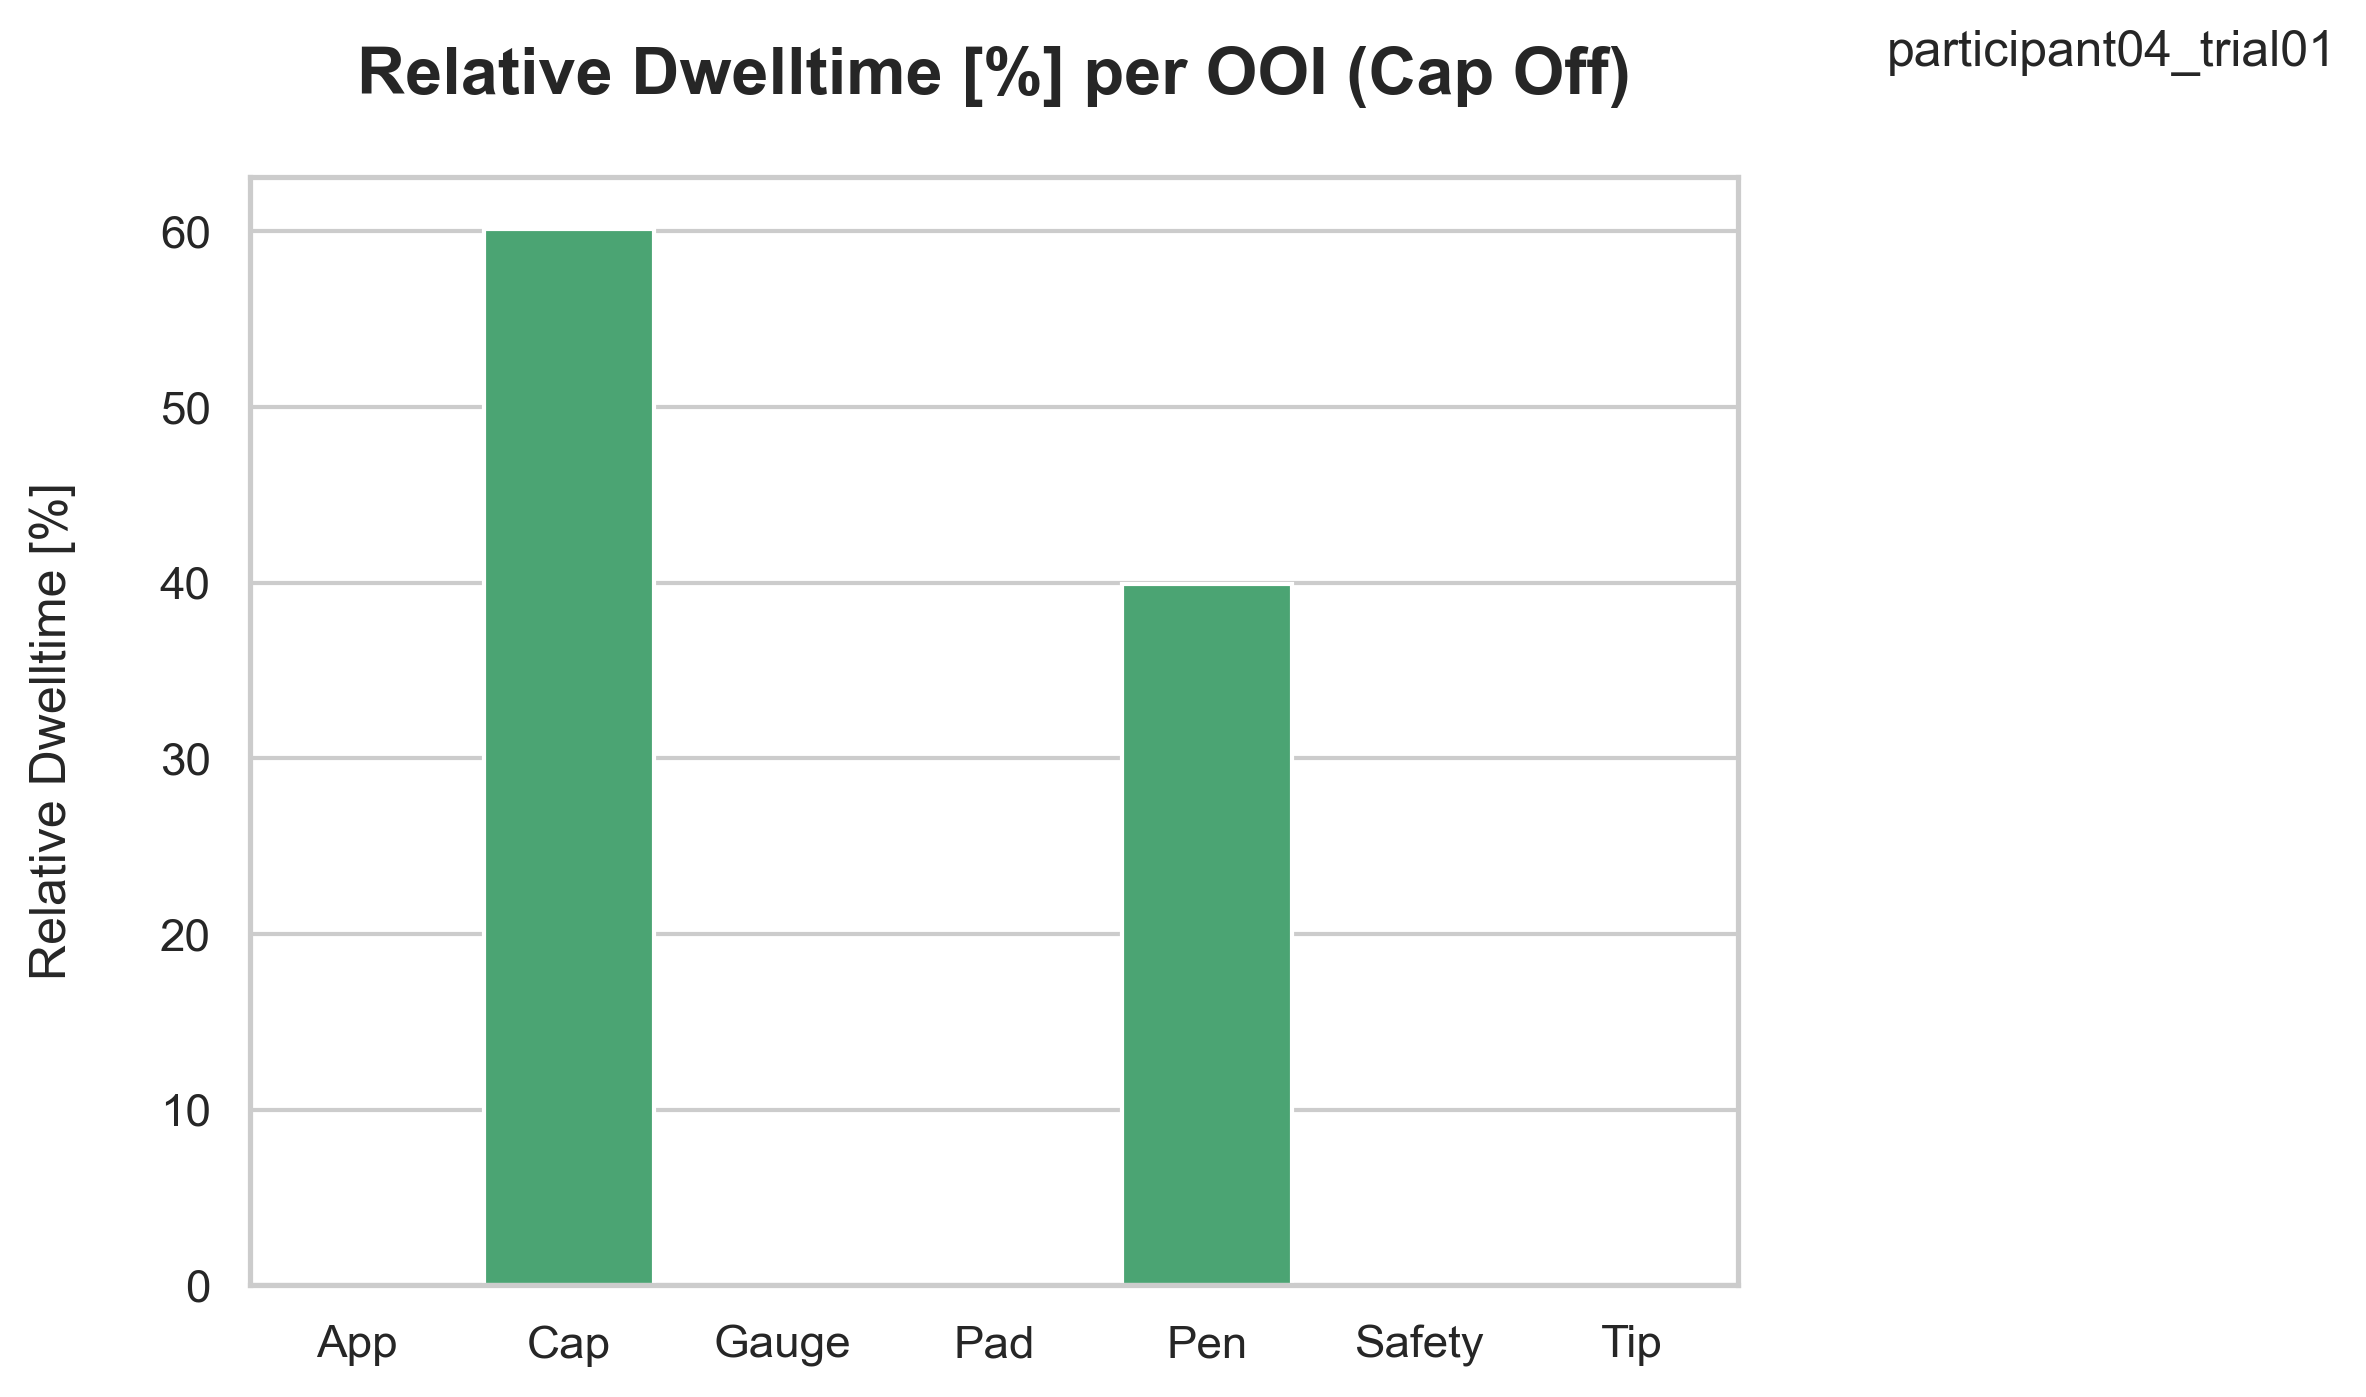 participant04_trial01
Relative Dwelltime [%] per OOI (Cap Off)
Relative Dwelltime [%]
60
50
40
30
20
10
0
App Cap Gauge Pad Pen Safety Tip